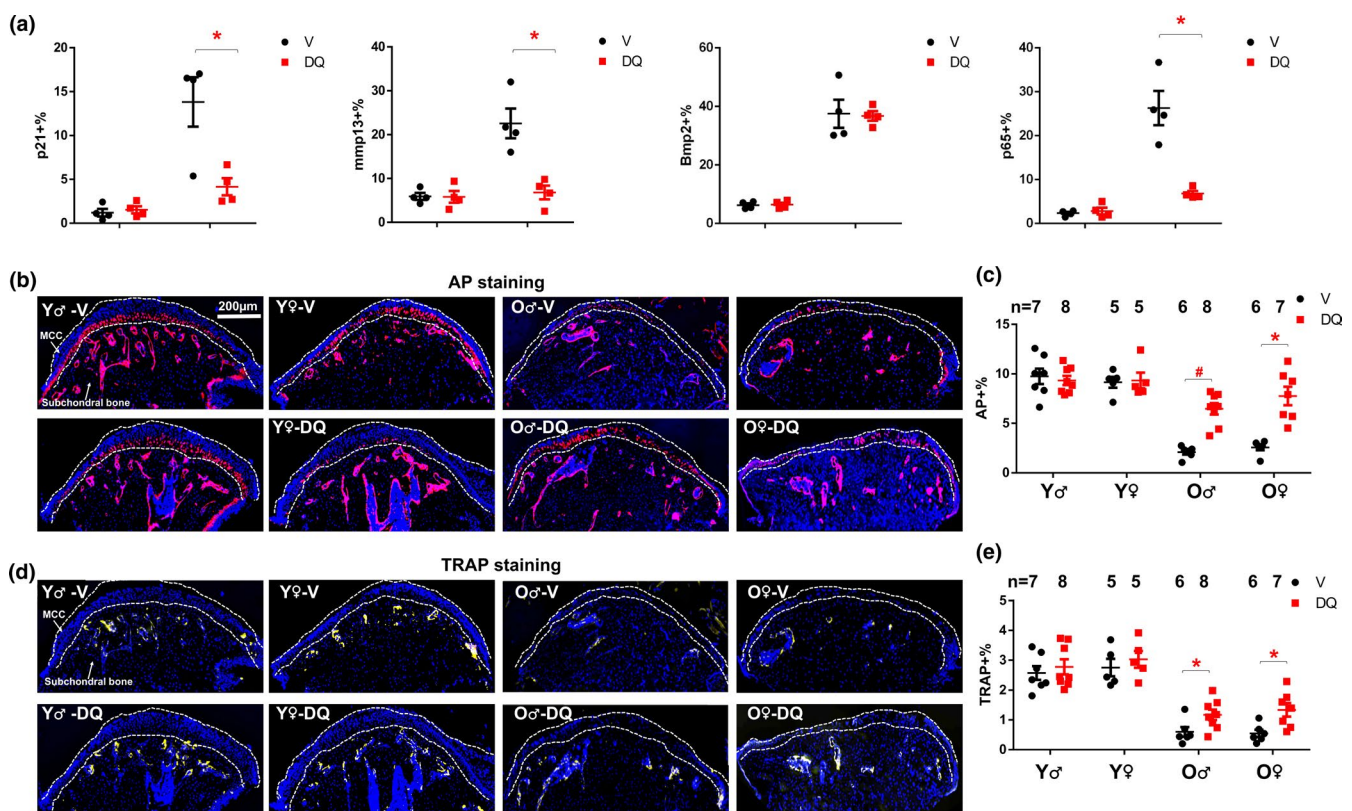 (a)
20
15
10
5
0
p21+%
*
V
DQ
40
30
20
10
0
mmp13+%
*
V
DQ
60
40
20
0
Bmp2+%
V
DQ
40
30
20
10
0
p65+%
*
V
DQ
(b)
AP staining
Y♂-V
200μm
MCC
Subchondral bone
Y♀-V
O♂-V
Y♀-DQ
O♂-DQ
O♀-DQ
(c)
V
DQ
n=7 8 5 5 6 8 6 7
15
10
5
0
AP+%
#
*
Y♂ Y♀ O♂ O♀
(d)
TRAP staining
Y♂-V
MCC
Subchondral bone
Y♀-V
O♂-V
O♀-V
Y♂-DQ
Y♀-DQ
O♂-DQ
O♀-DQ
(e)
V
DQ
n=7 8 5 5 6 8 6 7
5
4
3
2
1
0
TRAP+%
*
*
Y♂ Y♀ O♂ O♀